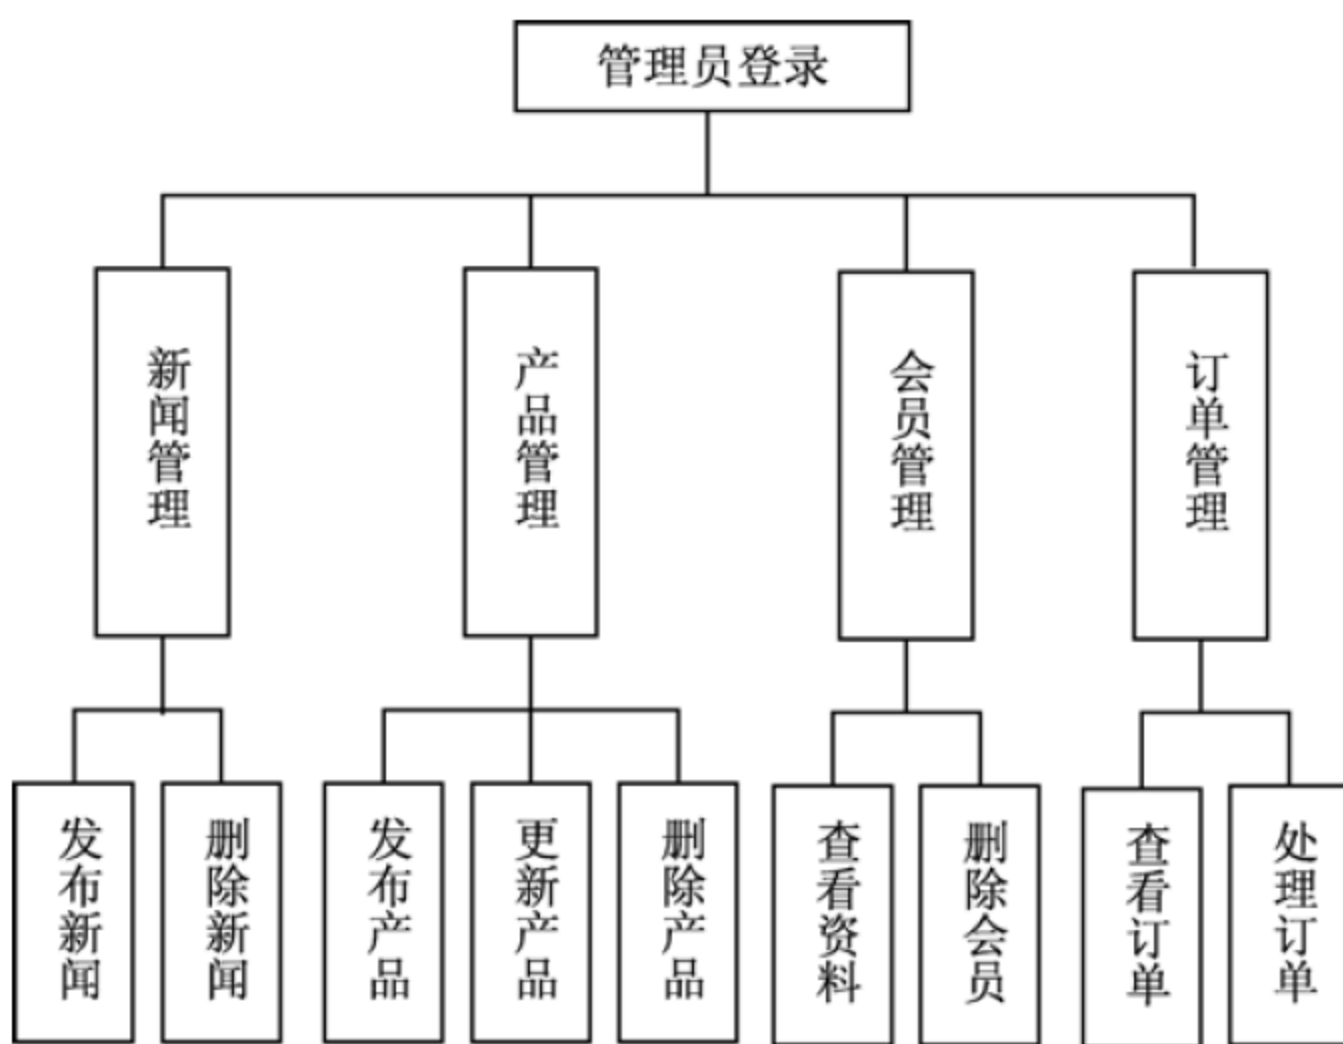 管理员登录
新闻管理
产品管理
会员管理
订单管理
发布新闻
删除新闻
发布产品
更新产品
删除产品
查看资料
删除会员
查看订单
处理订单